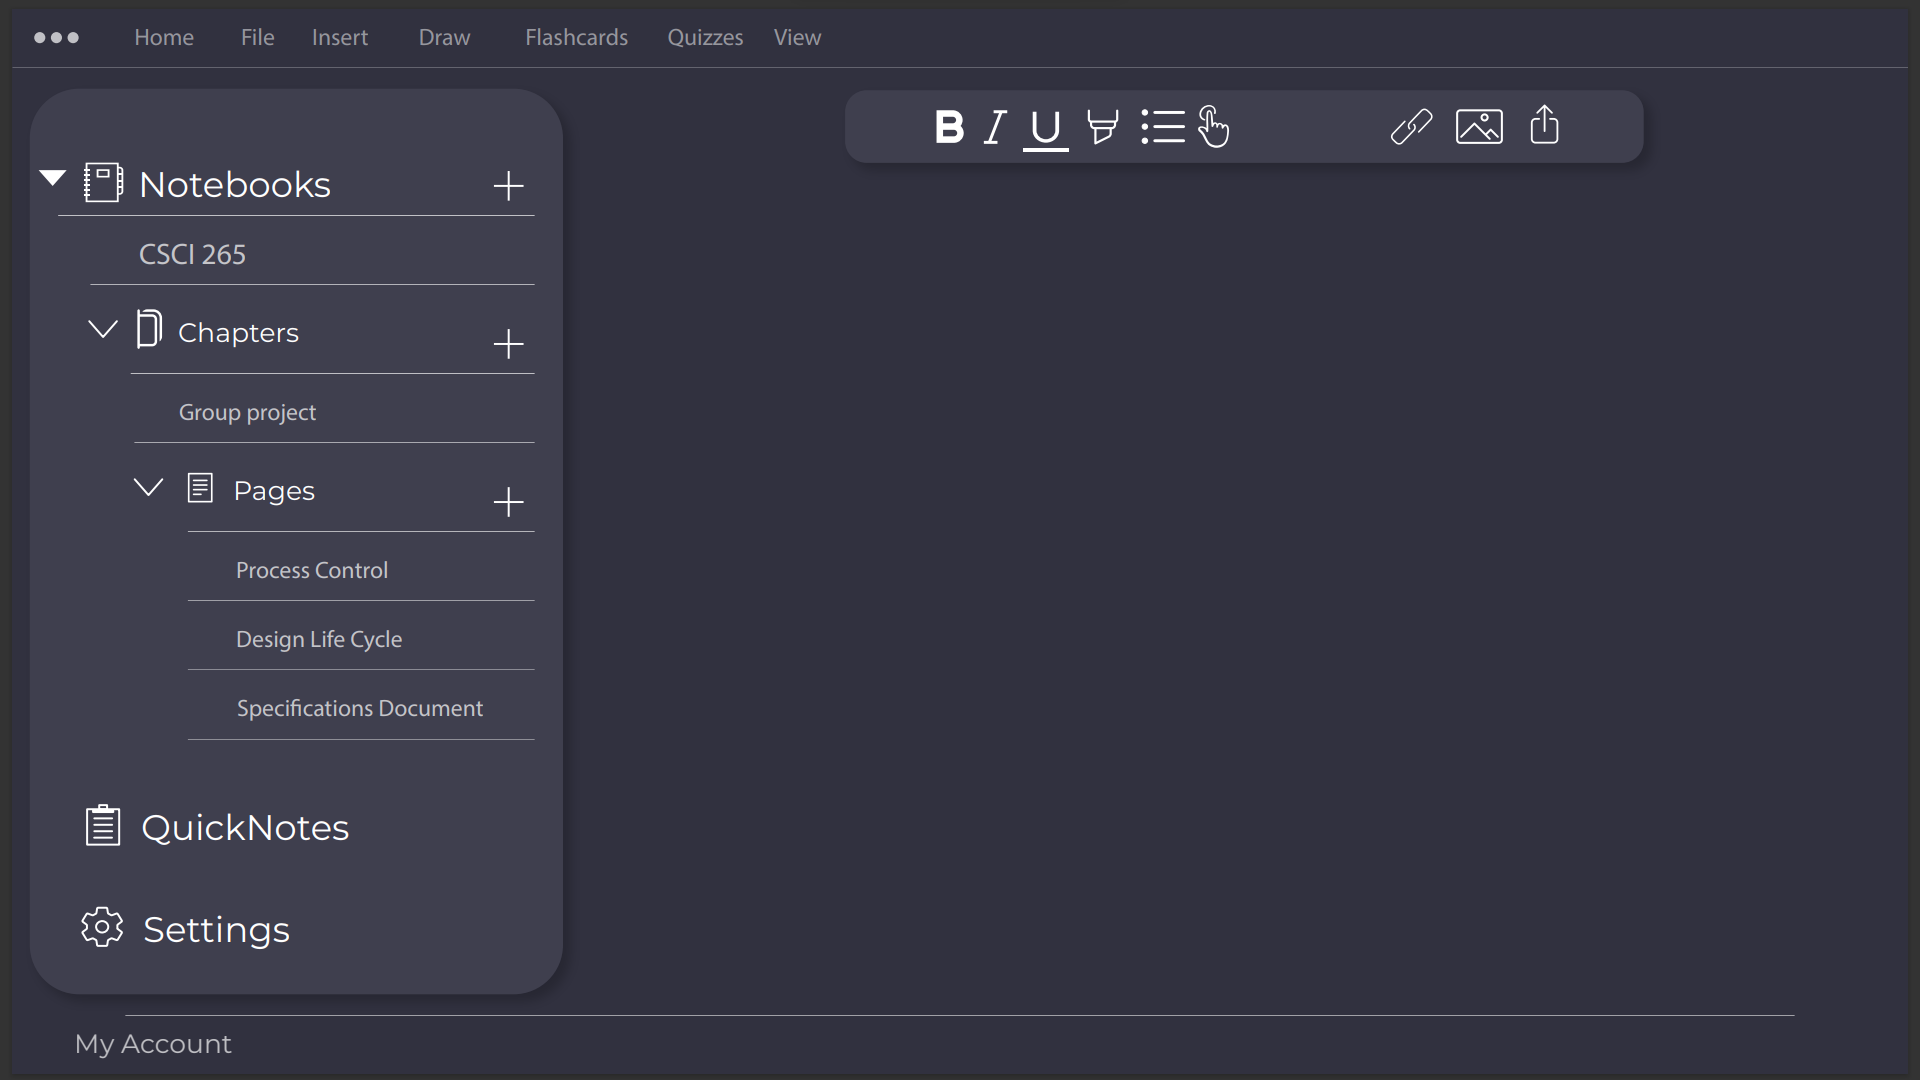 Home File Insert Draw Flashcards Quizzes View
B I U
Notebooks
CSCI 265
Chapters
Group project
Pages
Process Control
Design Life Cycle
Specifications Document
QuickNotes
Settings
My Account